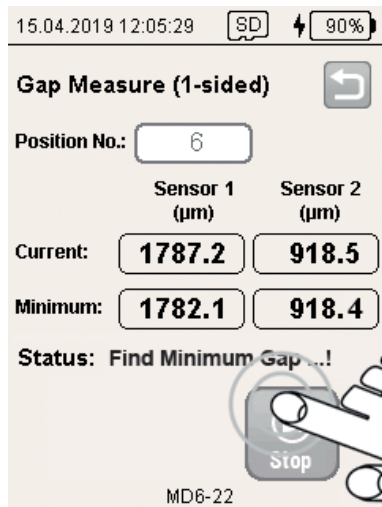 15.04.2019 12:05:29 SD 90%
Gap Measure (1-sided)
Position No.: 6
Sensor 1 Sensor 2
(µm) (µm)
Current: 1787.2 918.5
Minimum: 1782.1 918.4
Status: Find Minimum Gap ...!
Stop
MD6-22